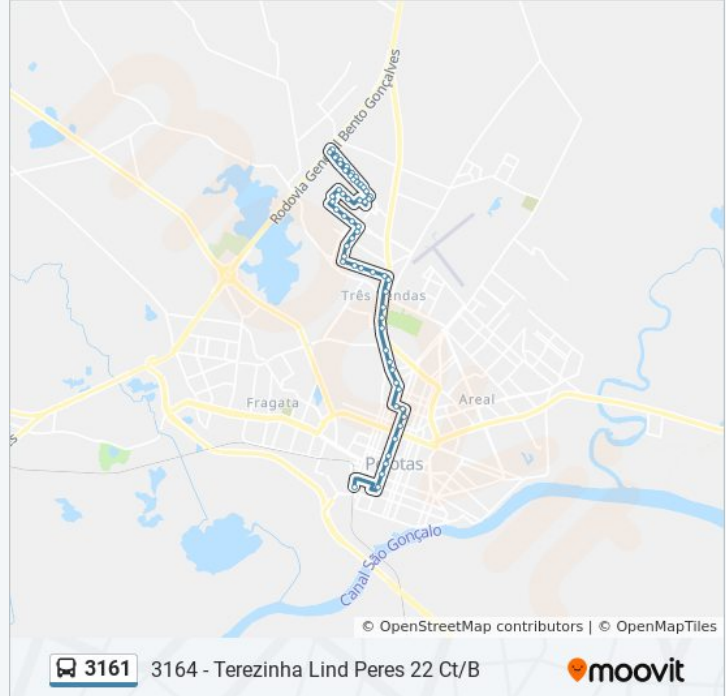 Rodovia General Bento Gonçalves
Três Vendas
Fragata
Areal
Pelotas
s
Canal São Gonçalo
© OpenStreetMap contributors | © OpenMapTiles
3161 3164 - Terezinha Lind Peres 22 Ct/B moovit